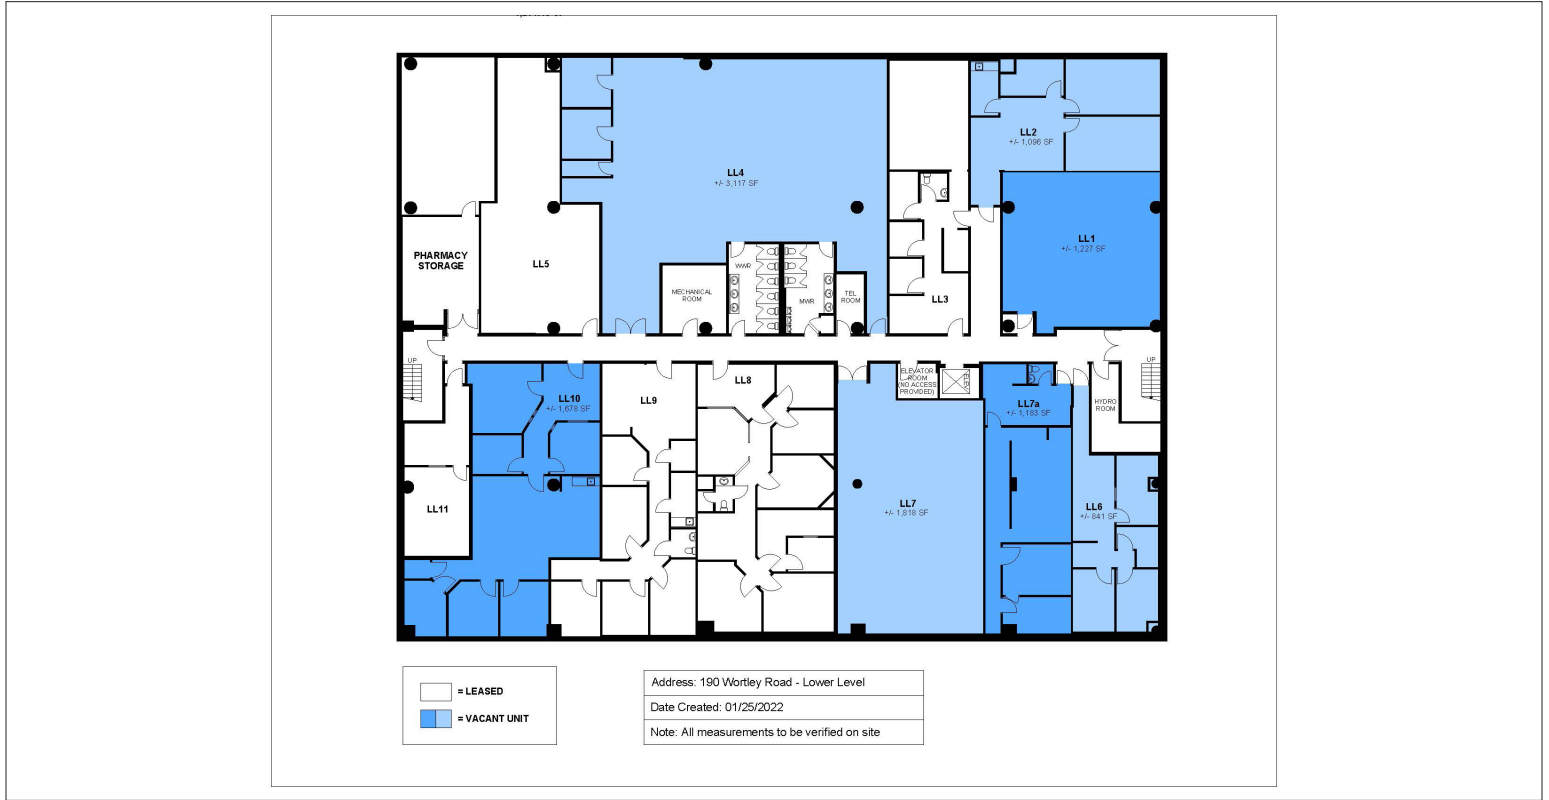 LL4
+/- 3,117 SF
LL2
+/- 1,096 SF
LL1
+/- 1,227 SF
PHARMACY
STORAGE
LL5
MECHANICAL
ROOM
WWR
MWR
TEL
ROOM
LL3
UP
UP
LL10
+/- 1,678 SF
LL9
LL8
ELEVATOR
ROOM
(NO ACCESS
PROVIDED)
ELEV
LL7a
+/- 1,163 SF
HYDRO
ROOM
LL11
LL7
+/- 1,818 SF
LL6
+/- 841 SF
= LEASED
= VACANT UNIT
Address: 190 Wortley Road - Lower Level
Date Created: 01/25/2022
Note: All measurements to be verified on site